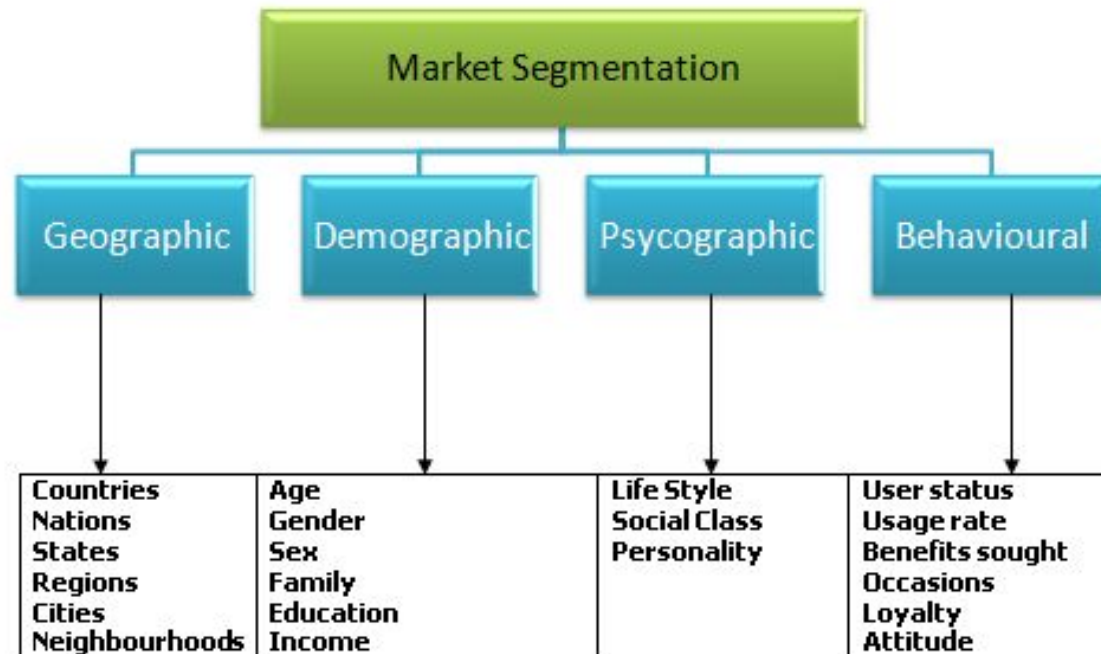 Market Segmentation
Geographic
Demographic
Psycographic
Behavioural
Countries
Nations
States
Regions
Cities
Neighbourhoods
Age
Gender
Sex
Family
Education
Income
Life Style
Social Class
Personality
User status
Usage rate
Benefits sought
Occasions
Loyalty
Attitude